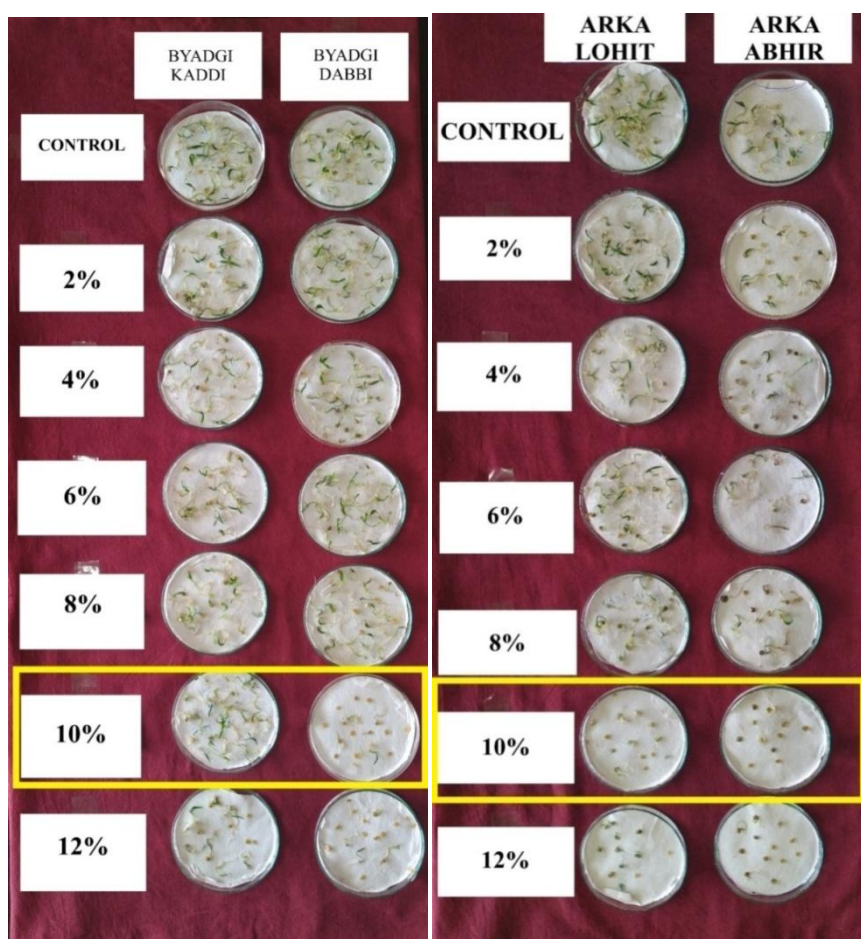 BYADGI
KADDI
BYADGI
DABBI
CONTROL
2%
4%
6%
8%
10%
12%
ARKA
LOHIT
ARKA
ABHIR
CONTROL
2%
4%
6%
8%
10%
12%